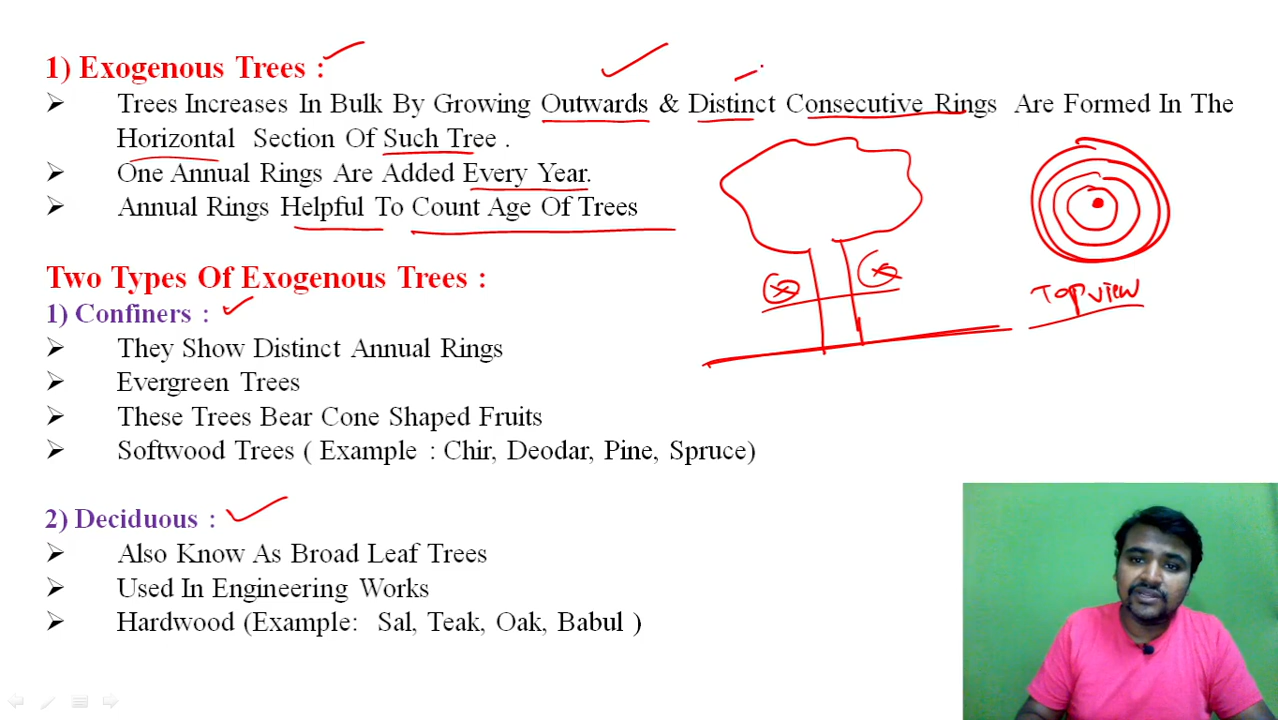 1) Exogenous Trees :
➢ Trees Increases In Bulk By Growing Outwards & Distinct Consecutive Rings Are Formed In The
Horizontal Section Of Such Tree .
➢ One Annual Rings Are Added Every Year.
➢ Annual Rings Helpful To Count Age Of Trees
Top view
Two Types Of Exogenous Trees :
1) Confiners :
➢ They Show Distinct Annual Rings
➢ Evergreen Trees
➢ These Trees Bear Cone Shaped Fruits
➢ Softwood Trees ( Example : Chir, Deodar, Pine, Spruce)
2) Deciduous :
➢ Also Know As Broad Leaf Trees
➢ Used In Engineering Works
➢ Hardwood (Example: Sal, Teak, Oak, Babul )